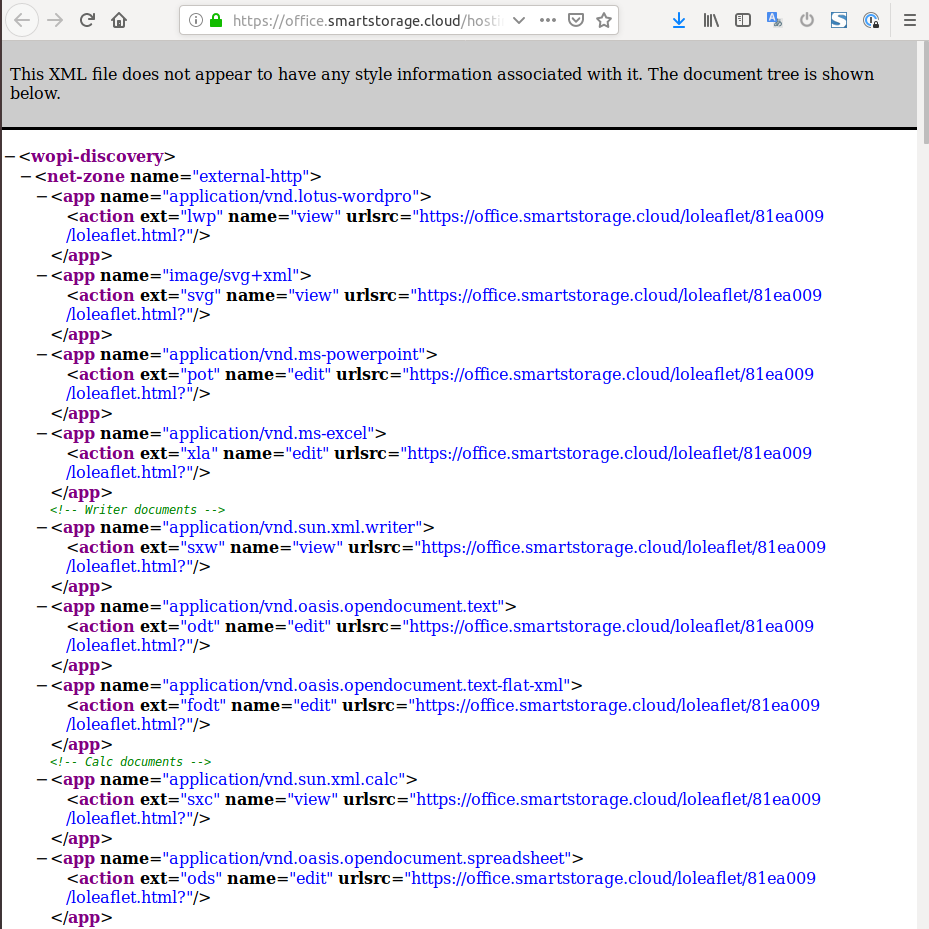 https://office.smartstorage.cloud/hosti
This XML file does not appear to have any style information associated with it. The document tree is shown
below.
−<wopi-discovery>
−<net-zone name="external-http">
−<app name="application/vnd.lotus-wordpro">
<action ext="lwp" name="view" urlsrc="https://office.smartstorage.cloud/loleaflet/81ea009
/loleaflet.html?"/>
</app>
−<app name="image/svg+xml">
<action ext="svg" name="view" urlsrc="https://office.smartstorage.cloud/loleaflet/81ea009
/loleaflet.html?"/>
</app>
−<app name="application/vnd.ms-powerpoint">
<action ext="pot" name="edit" urlsrc="https://office.smartstorage.cloud/loleaflet/81ea009
/loleaflet.html?"/>
</app>
−<app name="application/vnd.ms-excel">
<action ext="xla" name="edit" urlsrc="https://office.smartstorage.cloud/loleaflet/81ea009
/loleaflet.html?"/>
</app>
<!-- Writer documents -->
−<app name="application/vnd.sun.xml.writer">
<action ext="sxw" name="view" urlsrc="https://office.smartstorage.cloud/loleaflet/81ea009
/loleaflet.html?"/>
</app>
−<app name="application/vnd.oasis.opendocument.text">
<action ext="odt" name="edit" urlsrc="https://office.smartstorage.cloud/loleaflet/81ea009
/loleaflet.html?"/>
</app>
−<app name="application/vnd.oasis.opendocument.text-flat-xml">
<action ext="fodt" name="edit" urlsrc="https://office.smartstorage.cloud/loleaflet/81ea009
/loleaflet.html?"/>
</app>
<!-- Calc documents -->
−<app name="application/vnd.sun.xml.calc">
<action ext="sxc" name="view" urlsrc="https://office.smartstorage.cloud/loleaflet/81ea009
/loleaflet.html?"/>
</app>
−<app name="application/vnd.oasis.opendocument.spreadsheet">
<action ext="ods" name="edit" urlsrc="https://office.smartstorage.cloud/loleaflet/81ea009
/loleaflet.html?"/>
</app>